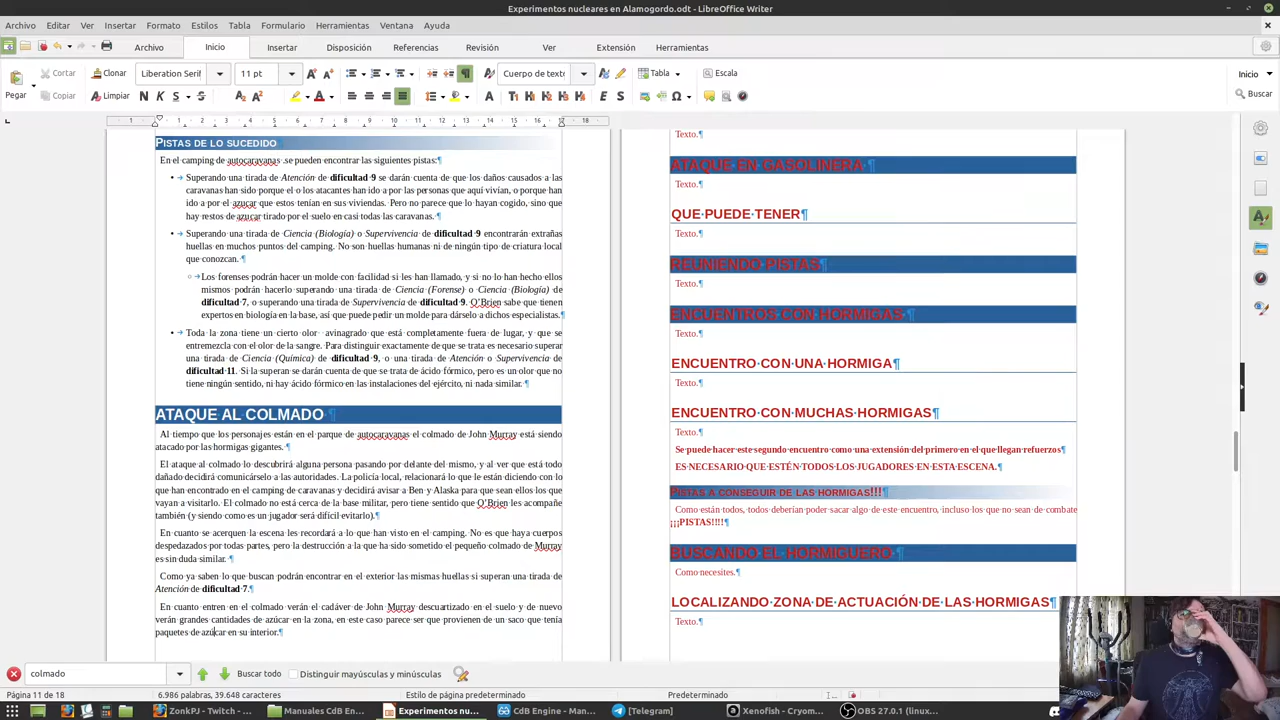 Experimentos nucleares en Alamogordo.odt - LibreOffice Writer
Archivo Editar Ver Insertar Formato Estilos Tabla Formulario Herramientas Ventana Ayuda
Archivo Inicio Insertar Disposición Referencias Revisión Ver Extensión Herramientas
Cortar Clonar Liberation Serif 11 pt Cuerpo de texto Tabla Escala Inicio
Pegar Copiar Limpiar Buscar
PISTAS DE LO SUCEDIDO
En el camping de autocaravanas .se pueden encontrar las siguientes pistas:¶
• Superando una tirada de Atención de dificultad 9 se darán cuenta de que los daños causados a las
caravanas han sido porque el o los atacantes han ido a por las personas que aquí vivían, o porque han
ido a por el azucar que estos tenían en sus viviendas. Pero no parece que lo hayan cogido, sino que
hay restos de azucar tirado por el suelo en casi todas las caravanas.¶
• Superando una tirada de Ciencia (Biología) o Supervivencia de dificultad 9 encontrarán extrañas
huellas en muchos puntos del camping. No son huellas humanas ni de ningún tipo de criatura local
que conozcan.¶
○ Los forenses podrán hacer un molde con facilidad si les han llamado, y si no lo han hecho ellos
mismos podrán hacerlo superando una tirada de Ciencia (Forense) o Ciencia (Biología) de
dificultad 7, o superando una tirada de Supervivencia de dificultad 9. O'Brien sabe que tienen
expertos en biología en la base, así que puede pedir un molde para dárselo a dichos especialistas.¶
• Toda la zona tiene un cierto olor avinagrado que está completamente fuera de lugar, y que se
entremezcla con el olor de la sangre. Para distinguir exactamente de que se trata es necesario superar
una tirada de Ciencia (Química) de dificultad 9, o una tirada de Atención o Supervivencia de
dificultad 11. Si la superan se darán cuenta de que se trata de ácido fórmico, pero es un olor que no
tiene ningún sentido, ni hay ácido fórmico en las instalaciones del ejército, ni nada similar.¶
ATAQUE AL COLMADO ¶
Al tiempo que los personajes están en el parque de autocaravanas el colmado de John Murray está siendo
atacado por las hormigas gigantes.¶
El ataque al colmado lo descubrirá alguna persona pasando por delante del mismo, y al ver que está todo
dañado decidirá comunicárselo a las autoridades. La policía local, relacionará lo que les están diciendo con lo
que han encontrado en el camping de caravanas y decidirá avisar a Ben y Alaska para que sean ellos los que
vayan a visitarlo. El colmado no está cerca de la base militar, pero tiene sentido que O'Brien les acompañe
también (y siendo como es un jugador será difícil evitarlo).¶
En cuanto se acerquen la escena les recordará a lo que han visto en el camping. No es que haya cuerpos
despedazados por todas partes, pero la destrucción a la que ha sido sometido el pequeño colmado de Murray
es sin duda similar.¶
Como ya saben lo que buscan podrán encontrar en el exterior las mismas huellas si superan una tirada de
Atención de dificultad 7.¶
En cuanto entren en el colmado verán el cadáver de John Murray descuartizado en el suelo y de nuevo
verán grandes cantidades de azúcar en la zona, en este caso parece ser que provienen de un saco que tenía
paquetes de azúcar en su interior.¶
Texto.¶
ATAQUE EN GASOLINERA ¶
Texto.¶
QUE PUEDE TENER¶
Texto.¶
REUNIENDO PISTAS¶
Texto.¶
ENCUENTROS CON HORMIGAS ¶
Texto.¶
ENCUENTRO CON UNA HORMIGA¶
Texto.¶
ENCUENTRO CON MUCHAS HORMIGAS¶
Texto.¶
Se puede hacer este segundo encuentro como una extensión del primero en el que llegan refuerzos¶
ES NECESARIO QUE ESTÉN TODOS LOS JUGADORES EN ESTA ESCENA.¶
PISTAS A CONSEGUIR DE LAS HORMIGAS!!!¶
Como están todos, todos deberían poder sacar algo de este encuentro, incluso los que no sean de combate
¡¡¡PISTAS!!!!¶
BUSCANDO EL HORMIGUERO ¶
Como necesites.¶
LOCALIZANDO ZONA DE ACTUACIÓN DE LAS HORMIGAS¶
Texto.¶
colmado Buscar todo Distinguir mayúsculas y minúsculas
Página 11 de 18 6.986 palabras, 39.648 caracteres Estilo de página predeterminado Predeterminado
ZonkPJ - Twitch - ... Manuales CdB En... Experimentos nu... CdB Engine - Man... [Telegram] Xenofish – Cryom... OBS 27.0.1 (linux...